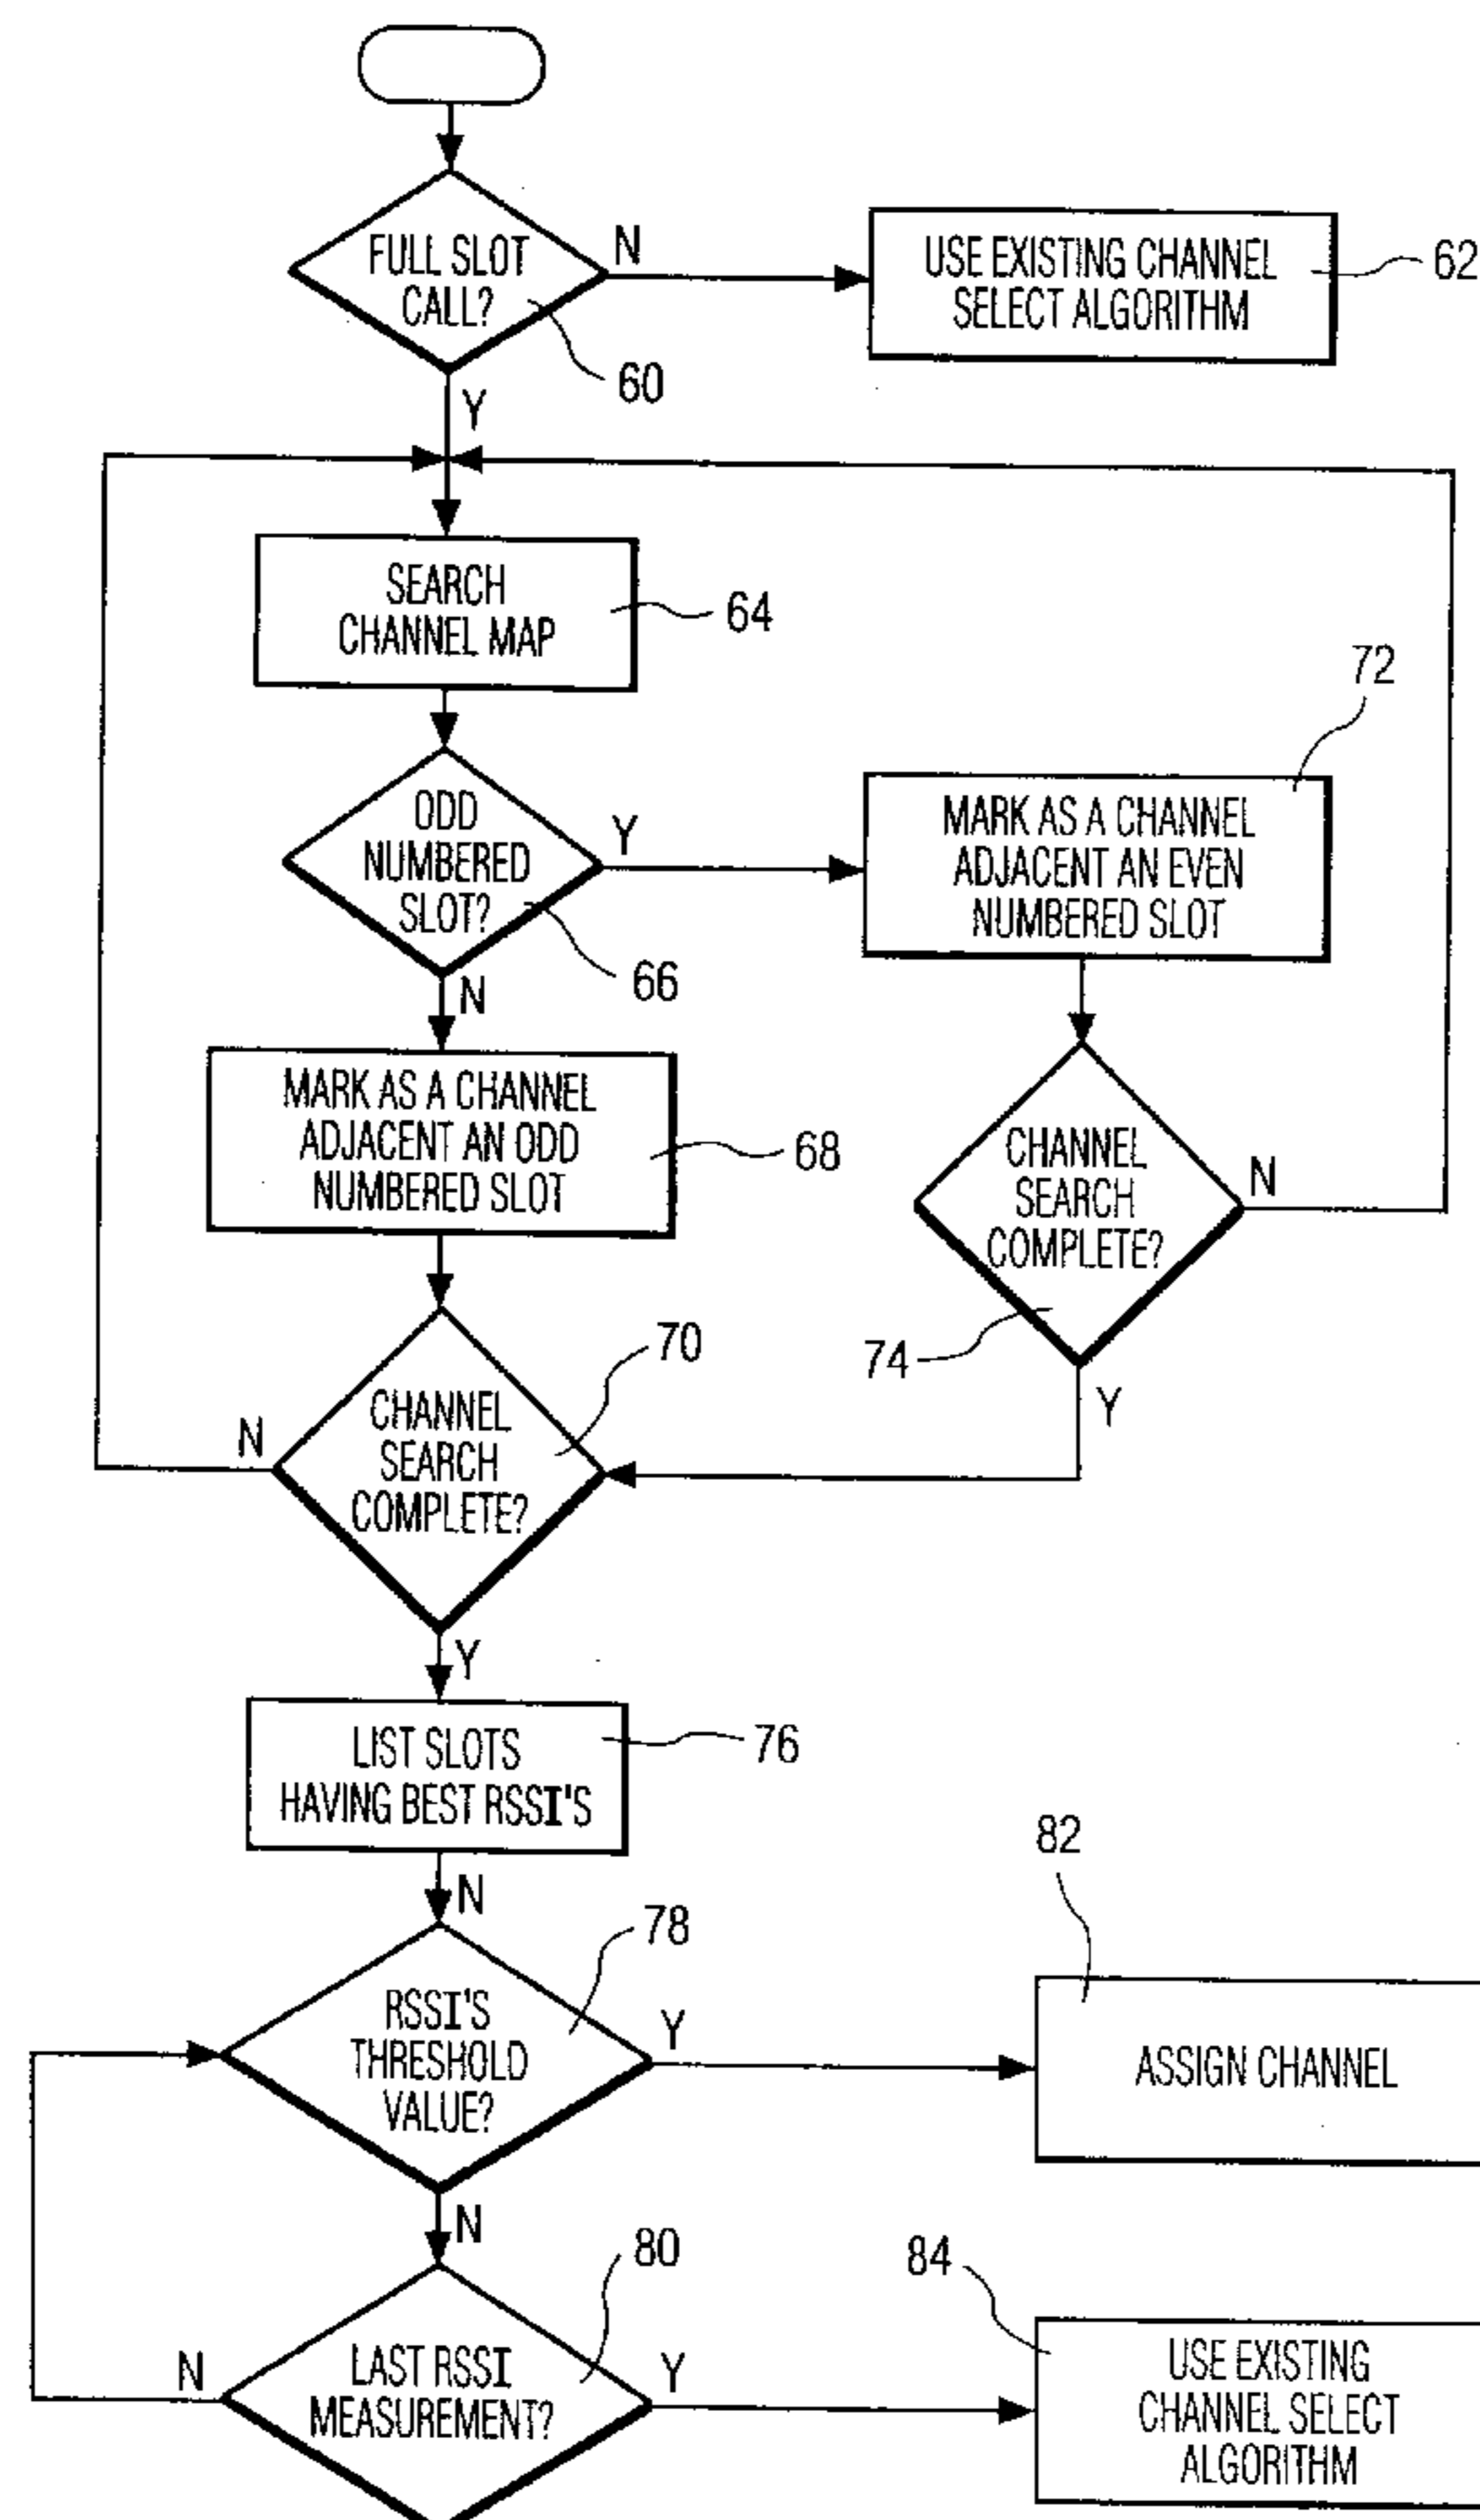 FULL SLOT
CALL?
N
60
Y
USE EXISTING CHANNEL
SELECT ALGORITHM
62
SEARCH
CHANNEL MAP
64
ODD
NUMBERED
SLOT?
Y
66
N
72
MARK AS A CHANNEL
ADJACENT AN EVEN
NUMBERED SLOT
MARK AS A CHANNEL
ADJACENT AN ODD
NUMBERED SLOT
68
CHANNEL
SEARCH
COMPLETE?
N
74
Y
70
CHANNEL
SEARCH
COMPLETE?
N
Y
LIST SLOTS
HAVING BEST RSSI'S
76
N
78
RSSI'S
THRESHOLD
VALUE?
Y
N
82
ASSIGN CHANNEL
80
LAST RSSI
MEASUREMENT?
N
Y
84
USE EXISTING
CHANNEL SELECT
ALGORITHM